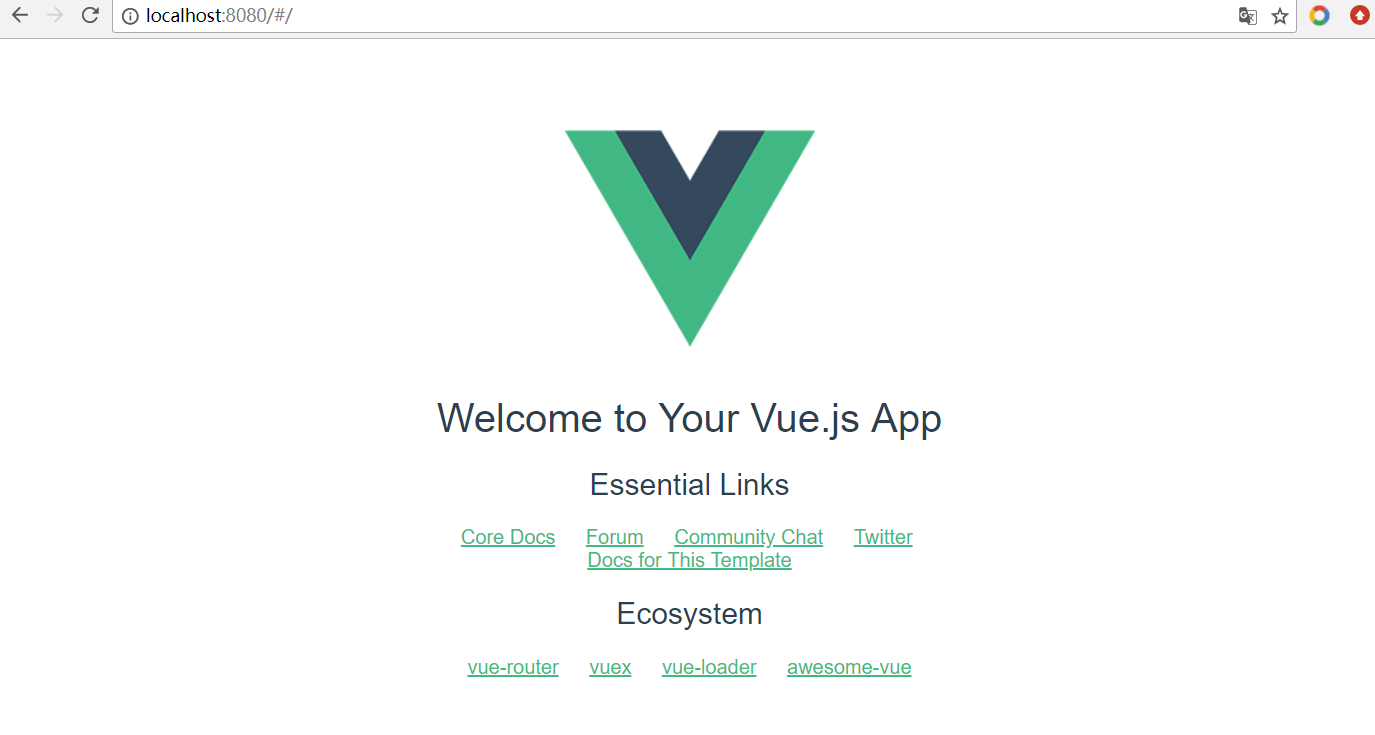 localhost:8080/#/
Welcome to Your Vue.js App
Essential Links
Core Docs Forum Community Chat Twitter
Docs for This Template
Ecosystem
vue-router vuex vue-loader awesome-vue